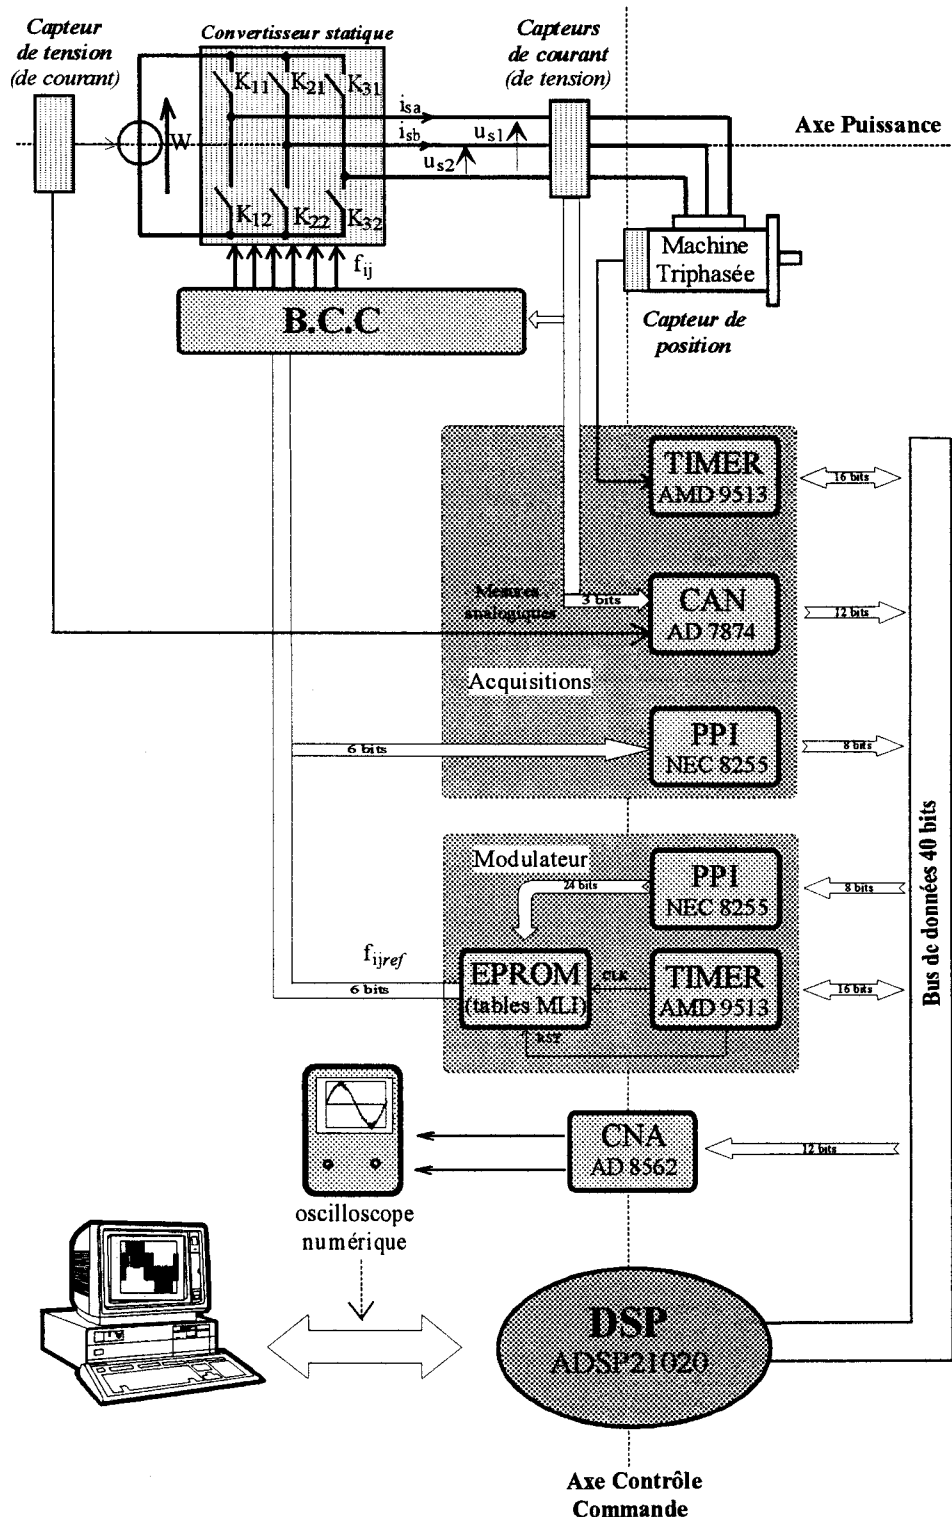 Capteur
de tension
(de courant)
Convertisseur statique
Capteurs
de courant
(de tension)
K11
K21
K31
isa
isb
us1
us2
W
Axe Puissance
K12
K22
K32
fij
Machine
Triphasée
B.C.C
Capteur de
position
TIMER
AMD 9513
16 bits
Mesures
analogiques
3 bits
CAN
AD 7874
12 bits
Acquisitions
6 bits
PPI
NEC 8255
8 bits
Bus de données 40 bits
Modulateur
24 bits
PPI
NEC 8255
8 bits
fijref
6 bits
EPROM
(tables MLI)
CLK
RST
TIMER
AMD 9513
16 bits
CNA
AD 8562
12 bits
oscilloscope
numérique
DSP
ADSP21020
Axe Contrôle
Commande